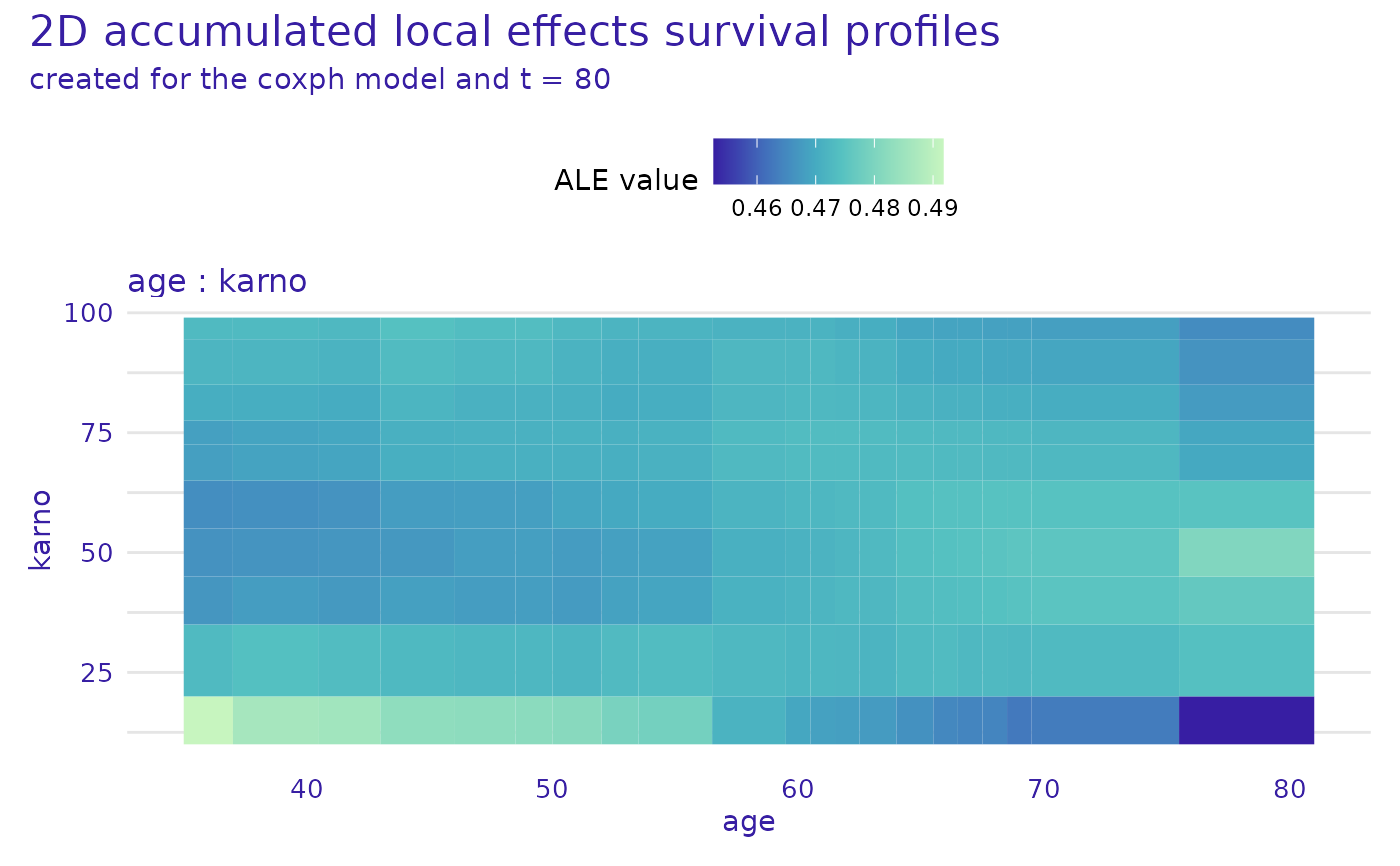 2D accumulated local effects survival profiles
created for the coxph model and t = 80
ALE value
0.46 0.47 0.48 0.49
age : karno
100
75
50
25
karno
40 50 60 70 80
age